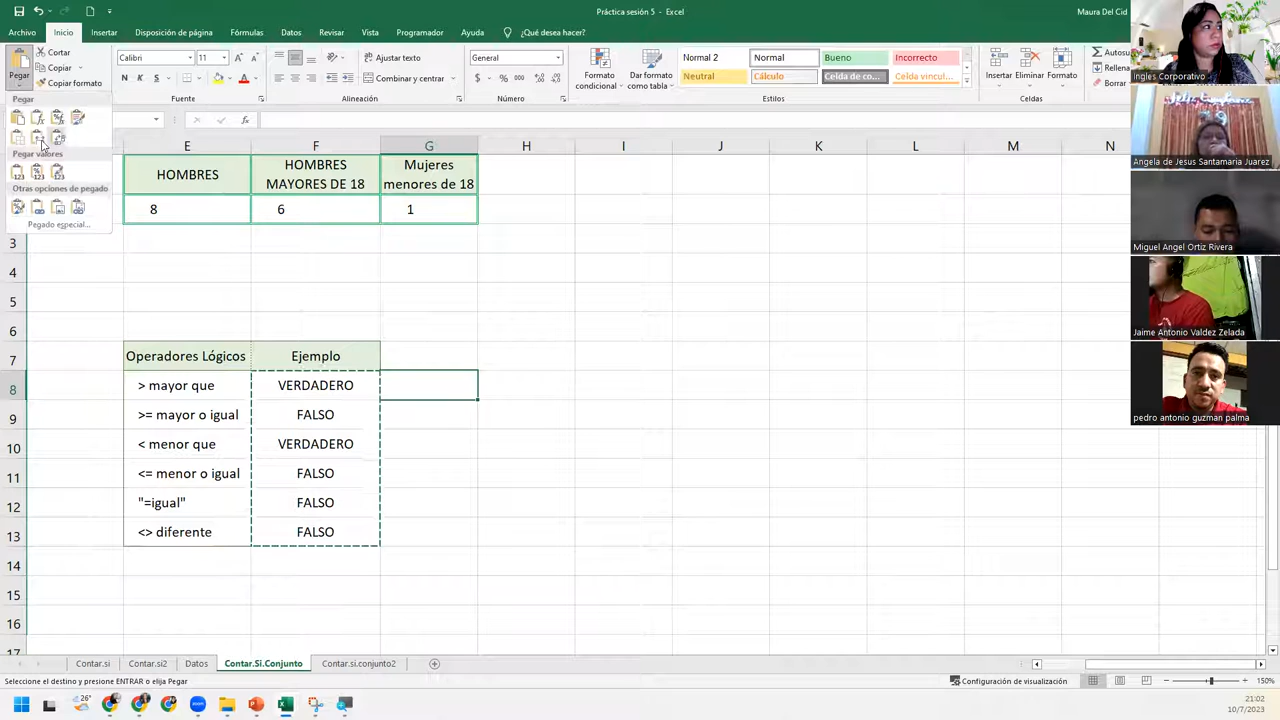 Práctica sesión 5 - Excel
Maura Del Cid
Archivo Inicio Insertar Disposición de página Fórmulas Datos Revisar Vista Programador Ayuda ¿Qué desea hacer?
Pegar
Cortar
Copiar
Copiar formato
Calibri 11
N K S
Fuente
Ajustar texto
Combinar y centrar
Alineación
General
Formato condicional
Dar formato como tabla
Normal 2 Normal Bueno Incorrecto
Neutral Cálculo Celda de co... Celda vincul...
Estilos
Insertar Eliminar Formato
Celdas
Autosu
Rellena
Borrar
Pegar
Pegar valores
Otras opciones de pegado
Pegado especial...
E F G H I J K L M N
HOMBRES
HOMBRES MAYORES DE 18
Mujeres menores de 18
8 6 1
3
4
5
6
7 Operadores Lógicos Ejemplo
8 > mayor que VERDADERO
9 >= mayor o igual FALSO
10 < menor que VERDADERO
11 <= menor o igual FALSO
12 "=igual" FALSO
13 <> diferente FALSO
14
15
16
17
Contar.si Contar.si2 Datos Contar.Si.Conjunto Contar.si.conjunto2
Seleccione el destino y presione ENTRAR o elija Pegar
Configuración de visualización
150%
26°
21:02
10/7/2023
Ingles Corporativo
Angela de Jesus Santamaria Juarez
Miguel Angel Ortiz Rivera
Jaime Antonio Valdez Zelada
pedro antonio guzman palma